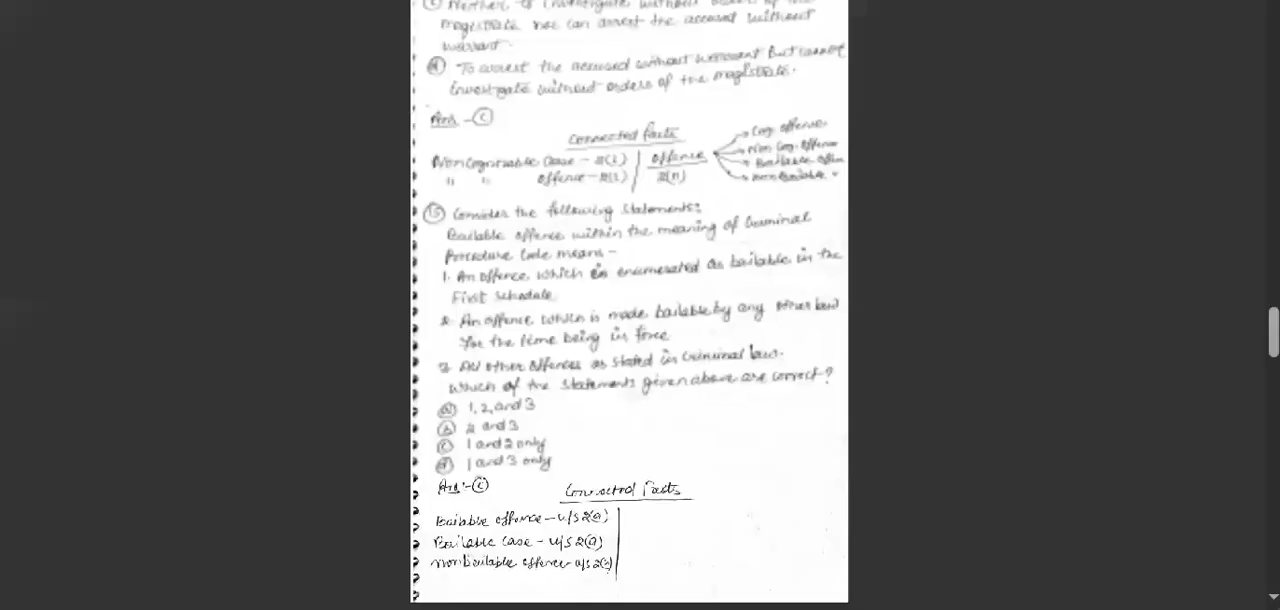 (c) Neither to investigate without orders of the
magistrate nor can arrest the accused without
warrant.
(d) To arrest the accused without warrant but cannot
investigate without orders of the magistrate.
Ans - (c)
Connected facts
Non Cognizable Case - 2(l) | offence → Cog. offence
" " offence - 2(l) | 2(n) → Non Cog. offence
→ Bailable offen
→ Non Bailable "
(15) Consider the following statements:
Bailable offence within the meaning of Criminal
Procedure Code means -
1. An offence which is enumerated as bailable in the
First schedule
2. An offence which is made bailable by any other law
for the time being in force
3. All other offences as stated in Criminal law.
which of the statements given above are correct?
(a) 1, 2, and 3
(b) 2 and 3
(c) 1 and 2 only
(d) 1 and 3 only
Ans:- (c)
Connected Facts
Bailable offence - u/s 2(a)
Bailable case - u/s 2(a)
Non bailable offence - u/s 2(a)